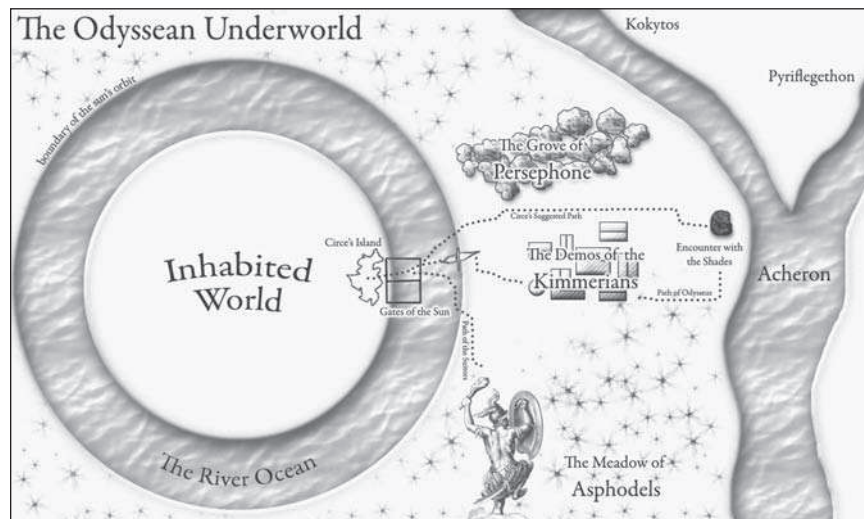 The Odyssean Underworld
Kokytos
Pyriflegethon
boundary of the sun's orbit
The Grove of
Persephone
Circe's Suggested Path
Circe's Island
Encounter with
the Shades
The Demos of the
Kimmerians
Inhabited
World
Acheron
Path of Odysseus
Gates of the Sun
Path of the Suitors
The River Ocean
The Meadow of
Asphodels